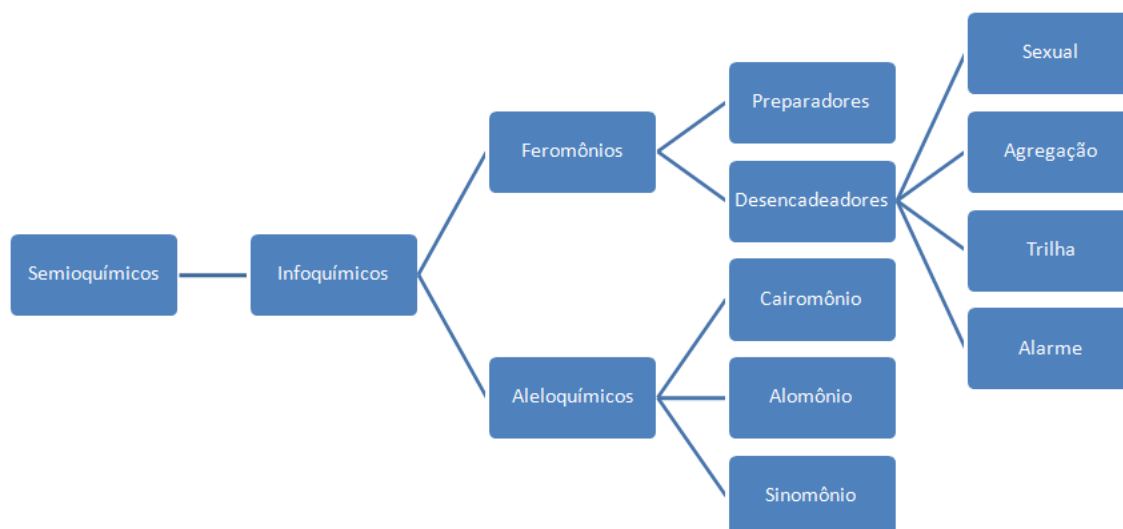 Semioquímicos
Infoquímicos
Feromônios
Aleloquímicos
Preparadores
Desencadeadores
Cairomônio
Alomônio
Sinomônio
Sexual
Agregação
Trilha
Alarme